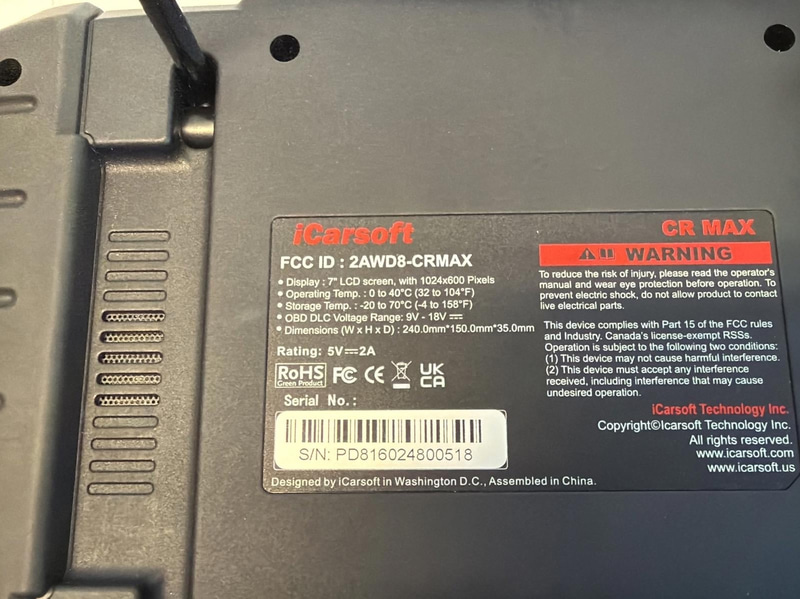 iCarsoft
CR MAX
FCC ID : 2AWD8-CRMAX
• Display : 7" LCD screen, with 1024x600 Pixels
• Operating Temp. : 0 to 40°C (32 to 104°F)
• Storage Temp. : -20 to 70°C (-4 to 158°F)
• OBD DLC Voltage Range: 9V - 18V ⎓
• Dimensions (W x H x D) : 240.0mm*150.0mm*35.0mm
Rating: 5V⎓2A
RoHS
Green Product
FC CE UK CA
Serial No.:
S/N: PD816024800518
WARNING
To reduce the risk of injury, please read the operator's
manual and wear eye protection before operation. To
prevent electric shock, do not allow product to contact
live electrical parts.
This device complies with Part 15 of the FCC rules
and Industry. Canada's license-exempt RSSs.
Operation is subject to the following two conditions:
(1) This device may not cause harmful interference.
(2) This device must accept any interference
received, including interference that may cause
undesired operation.
iCarsoft Technology Inc.
Copyright©Icarsoft Technology Inc.
All rights reserved.
www.icarsoft.com
www.icarsoft.us
Designed by iCarsoft in Washington D.C., Assembled in China.